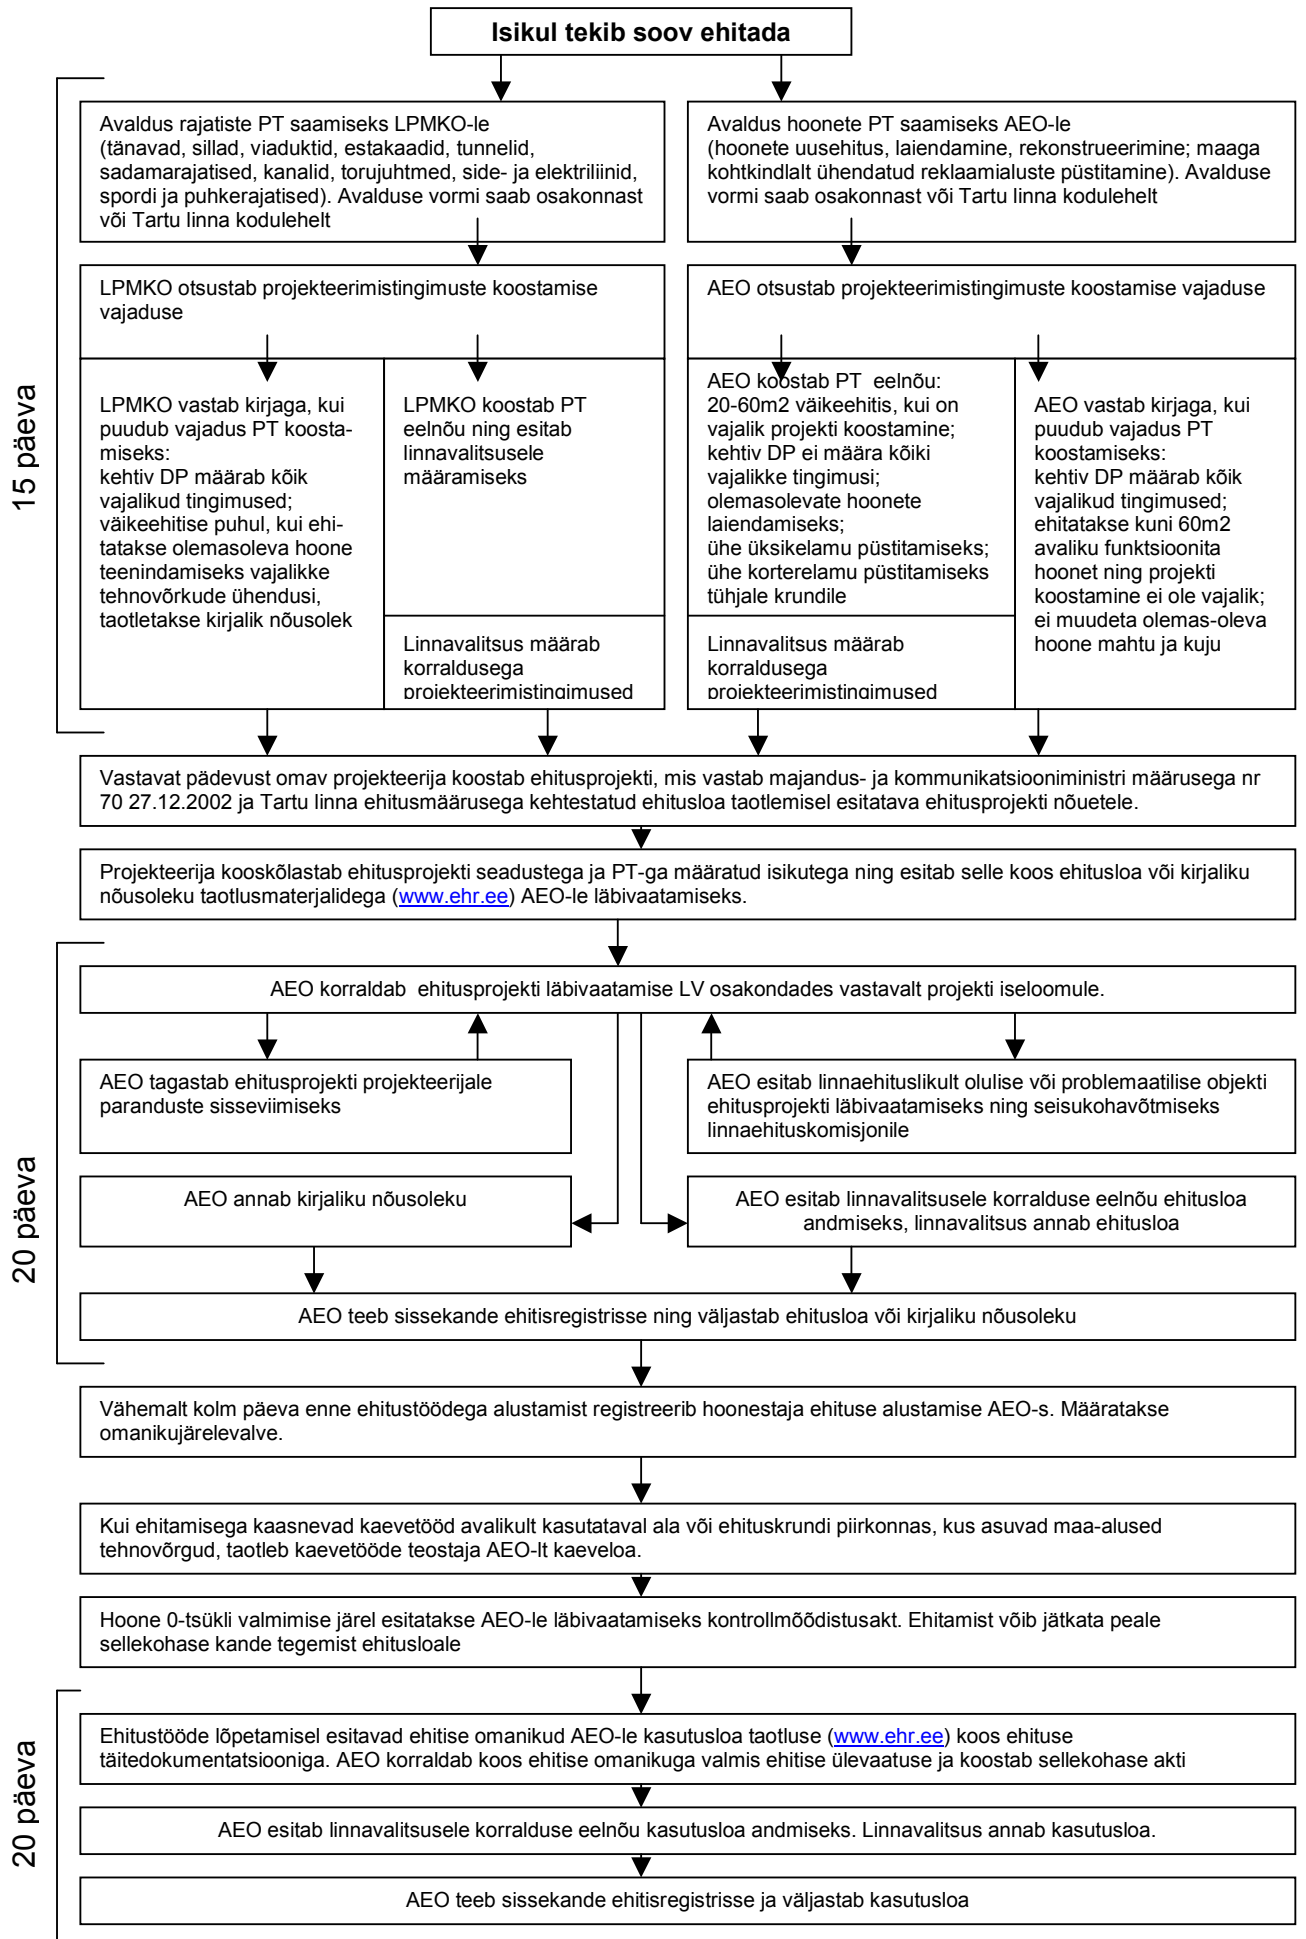 Isikul tekib soov ehitada
15 päeva
Avaldus rajatiste PT saamiseks LPMKO-le
(tänavad, sillad, viaduktid, estakaadid, tunnelid,
sadamarajatised, kanalid, torujuhtmed, side- ja elektriliinid,
spordi ja puhkerajatised). Avalduse vormi saab osakonnast
või Tartu linna kodulehelt
Avaldus hoonete PT saamiseks AEO-le
(hoonete uusehitus, laiendamine, rekonstrueerimine; maaga
kohtkindlalt ühendatud reklaamialuste püstitamine). Avalduse
vormi saab osakonnast või Tartu linna kodulehelt
LPMKO otsustab projekteerimistingimuste koostamise
vajaduse
AEO otsustab projekteerimistingimuste koostamise vajaduse
LPMKO vastab kirjaga, kui
puudub vajadus PT koosta-
miseks:
kehtiv DP määrab kõik
vajalikud tingimused;
väikeehitise puhul, kui ehi-
tatakse olemasoleva hoone
teenindamiseks vajalikke
tehnovõrkude ühendusi,
taotletakse kirjalik nõusolek
LPMKO koostab PT
eelnõu ning esitab
linnavalitsusele
määramiseks
Linnavalitsus määrab
korraldusega
projekteerimistingimused
AEO koostab PT eelnõu:
20-60m2 väikeehitis, kui on
vajalik projekti koostamine;
kehtiv DP ei määra kõiki
vajalikke tingimusi;
olemasolevate hoonete
laiendamiseks;
ühe üksikelamu püstitamiseks;
ühe korterelamu püstitamiseks
tühjale krundile
Linnavalitsus määrab
korraldusega
projekteerimistingimused
AEO vastab kirjaga, kui
puudub vajadus PT
koostamiseks:
kehtiv DP määrab kõik
vajalikud tingimused;
ehitatakse kuni 60m2
avaliku funktsioonita
hoonet ning projekti
koostamine ei ole vajalik;
ei muudeta olemas-oleva
hoone mahtu ja kuju
Vastavat pädevust omav projekteerija koostab ehitusprojekti, mis vastab majandus- ja kommunikatsiooniministri määrusega nr
70 27.12.2002 ja Tartu linna ehitusmäärusega kehtestatud ehitusloa taotlemisel esitatava ehitusprojekti nõuetele.
Projekteerija kooskõlastab ehitusprojekti seadustega ja PT-ga määratud isikutega ning esitab selle koos ehitusloa või kirjaliku
nõusoleku taotlusmaterjalidega (www.ehr.ee) AEO-le läbivaatamiseks.
20 päeva
AEO korraldab ehitusprojekti läbivaatamise LV osakondades vastavalt projekti iseloomule.
AEO tagastab ehitusprojekti projekteerijale
paranduste sisseviimiseks
AEO esitab linnaehituslikult olulise või problemaatilise objekti
ehitusprojekti läbivaatamiseks ning seisukohavõtmiseks
linnaehituskomisjonile
AEO annab kirjaliku nõusoleku
AEO esitab linnavalitsusele korralduse eelnõu ehitusloa
andmiseks, linnavalitsus annab ehitusloa
AEO teeb sissekande ehitisregistrisse ning väljastab ehitusloa või kirjaliku nõusoleku
Vähemalt kolm päeva enne ehitustöödega alustamist registreerib hoonestaja ehituse alustamise AEO-s. Määratakse
omanikujärelevalve.
Kui ehitamisega kaasnevad kaevetööd avalikult kasutataval ala või ehituskrundi piirkonnas, kus asuvad maa-alused
tehnovõrgud, taotleb kaevetööde teostaja AEO-lt kaeveloa.
Hoone 0-tsükli valmimise järel esitatakse AEO-le läbivaatamiseks kontrollmõõdistusakt. Ehitamist võib jätkata peale
sellekohase kande tegemist ehitusloale
20 päeva
Ehitustööde lõpetamisel esitavad ehitise omanikud AEO-le kasutusloa taotluse (www.ehr.ee) koos ehituse
täitedokumentatsiooniga. AEO korraldab koos ehitise omanikuga valmis ehitise ülevaatuse ja koostab sellekohase akti
AEO esitab linnavalitsusele korralduse eelnõu kasutusloa andmiseks. Linnavalitsus annab kasutusloa.
AEO teeb sissekande ehitisregistrisse ja väljastab kasutusloa